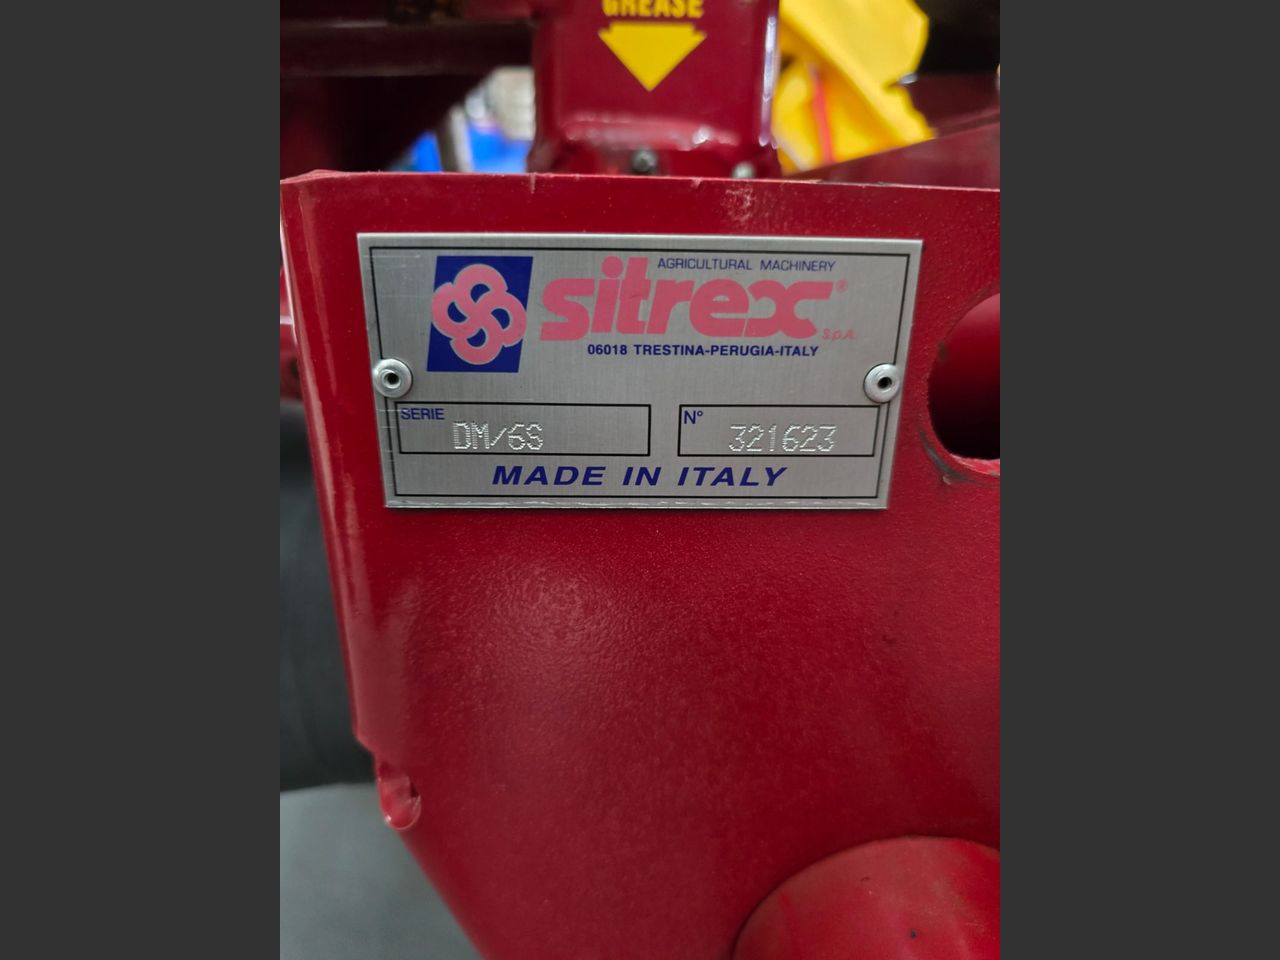 GREASE
AGRICULTURAL MACHINERY
sitrex®
S.p.A.
06018 TRESTINA-PERUGIA-ITALY
SERIE DM/6S
N° 321623
MADE IN ITALY